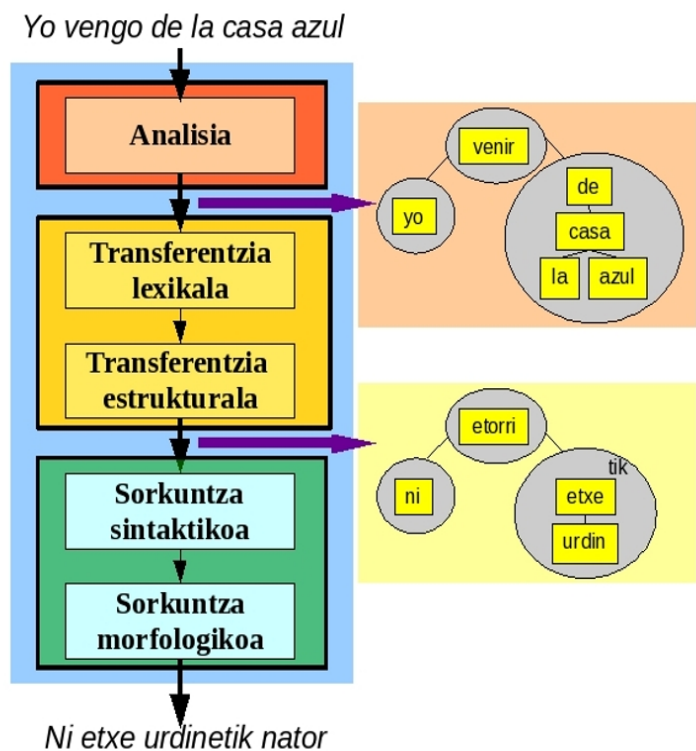 Yo vengo de la casa azul
Analisia
venir
yo
de
casa
la azul
Transferentzia
lexikala
Transferentzia
estrukturala
etorri
ni
tik
etxe
urdin
Sorkuntza
sintaktikoa
Sorkuntza
morfologikoa
Ni etxe urdinetik nator